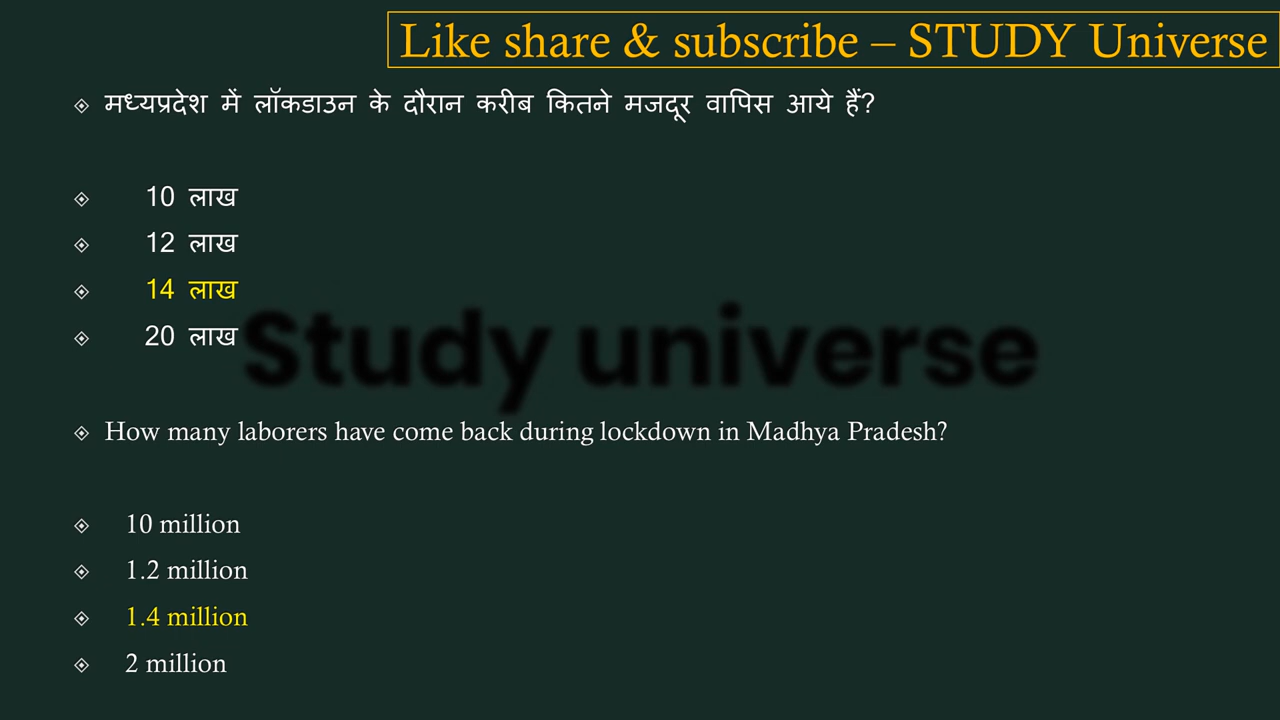 Like share & subscribe – STUDY Universe
मध्यप्रदेश में लॉकडाउन के दौरान करीब कितने मजदूर वापिस आये हैं?
10 लाख
12 लाख
14 लाख
20 लाख
Study universe
How many laborers have come back during lockdown in Madhya Pradesh?
10 million
1.2 million
1.4 million
2 million